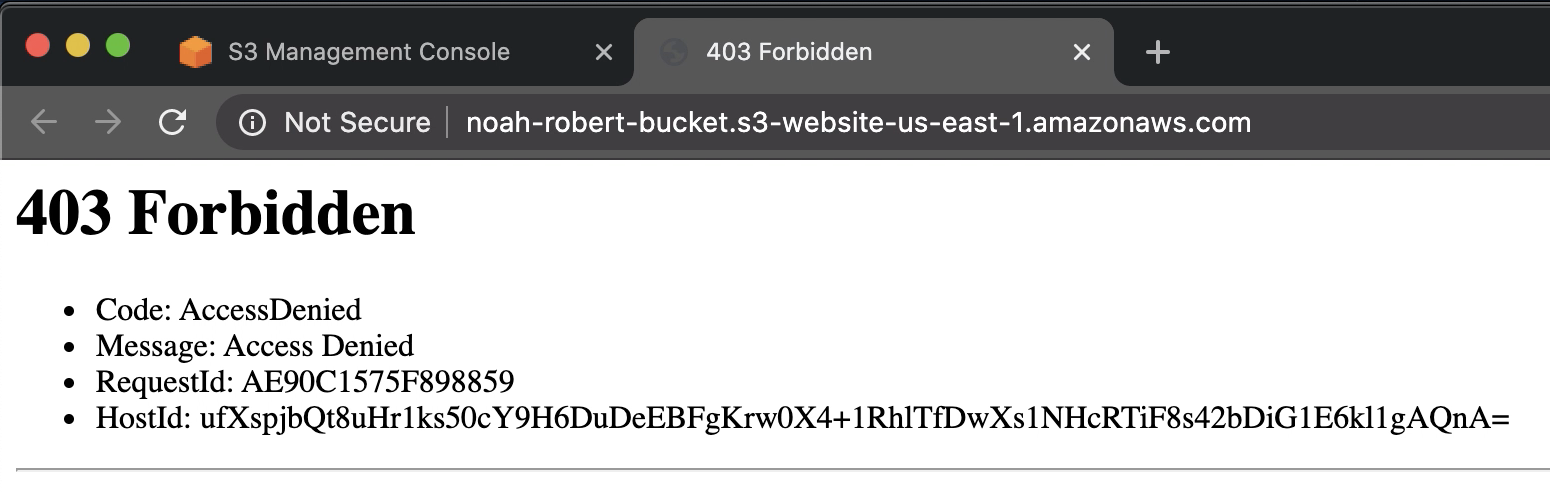 S3 Management Console
403 Forbidden
Not Secure
noah-robert-bucket.s3-website-us-east-1.amazonaws.com
403 Forbidden
• Code: AccessDenied
• Message: Access Denied
• RequestId: AE90C1575F898859
• HostId: ufXspjbQt8uHr1ks50cY9H6DuDeEBFgKrw0X4+1RhlTfDwXs1NHcRTiF8s42bDiG1E6kl1gAQnA=